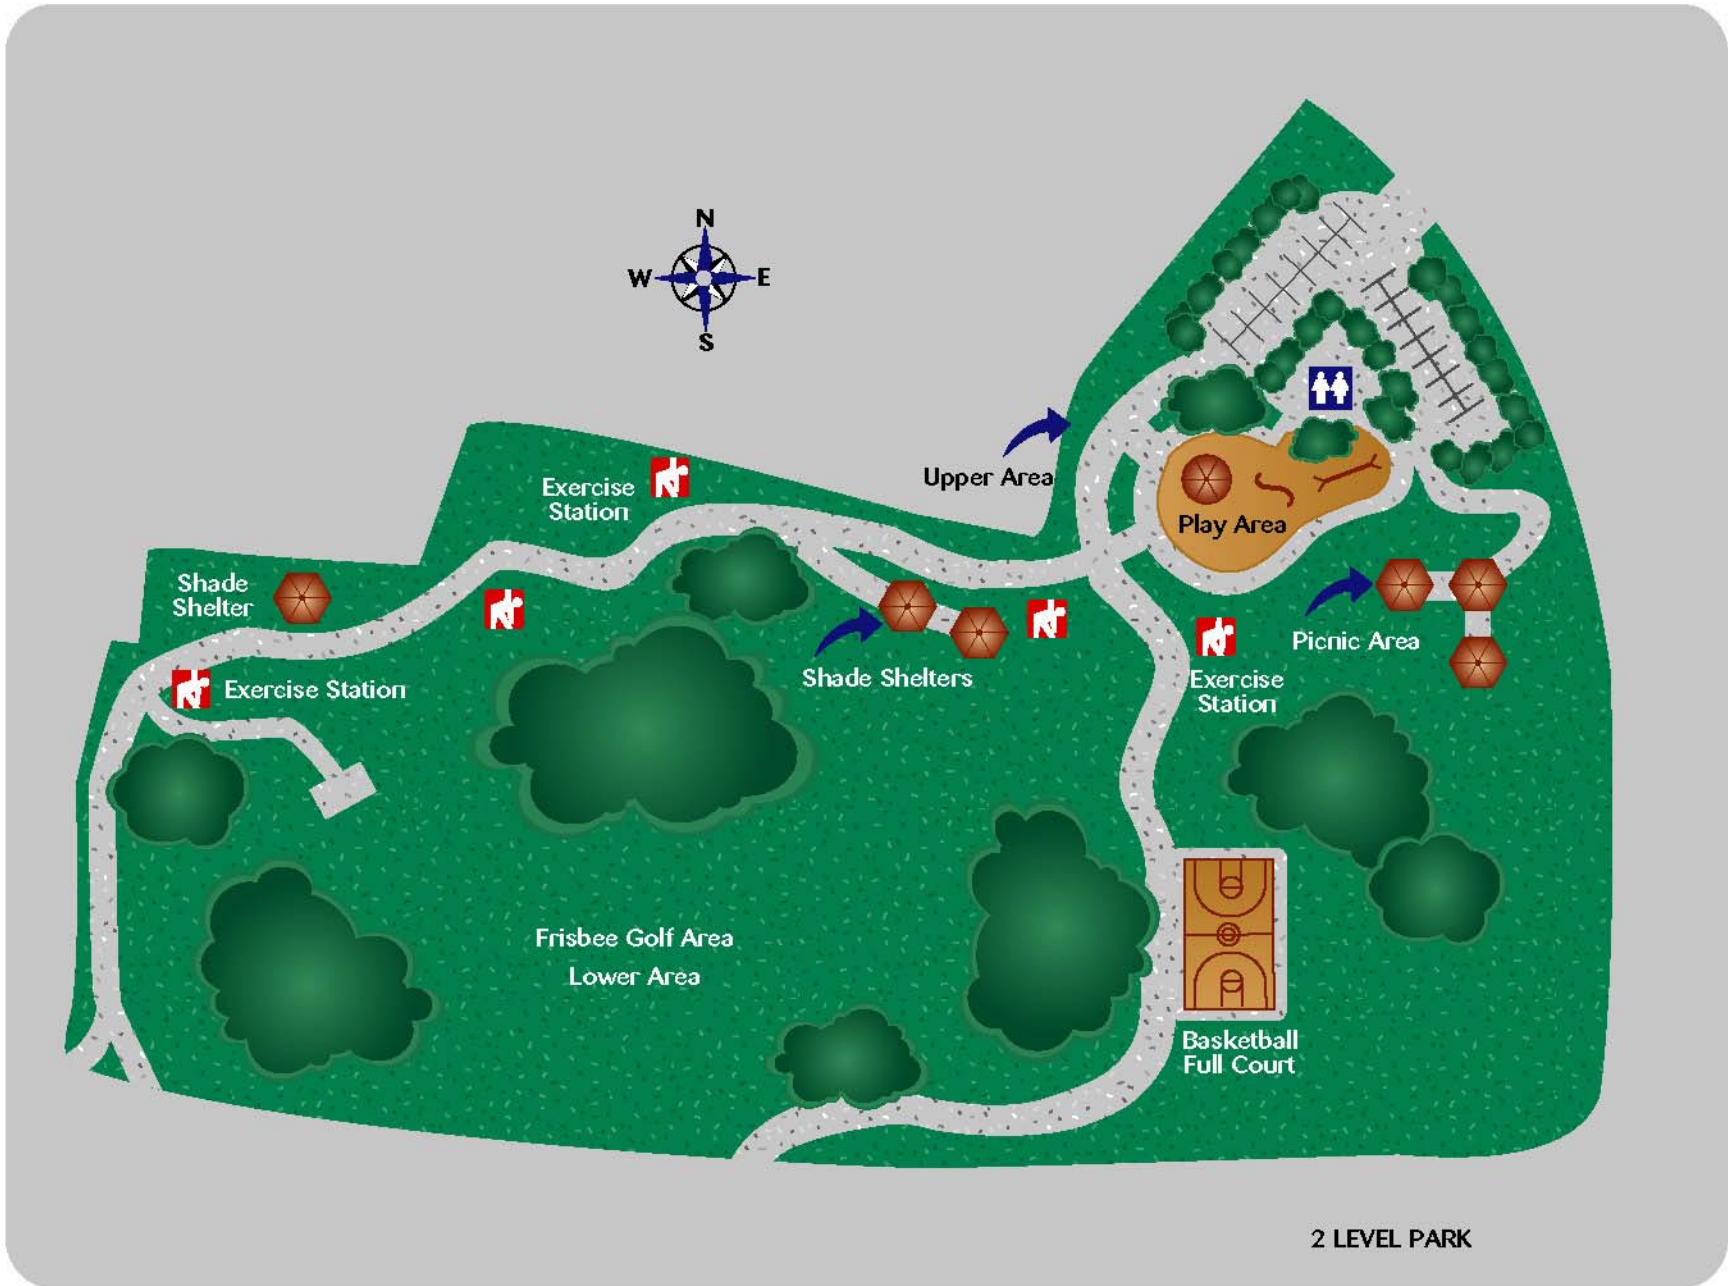 N
W
E
S
Upper Area
Exercise
Station
Play Area
Shade
Shelter
Picnic Area
Shade Shelters
Exercise Station
Exercise
Station
Frisbee Golf Area
Lower Area
Basketball
Full Court
2 LEVEL PARK